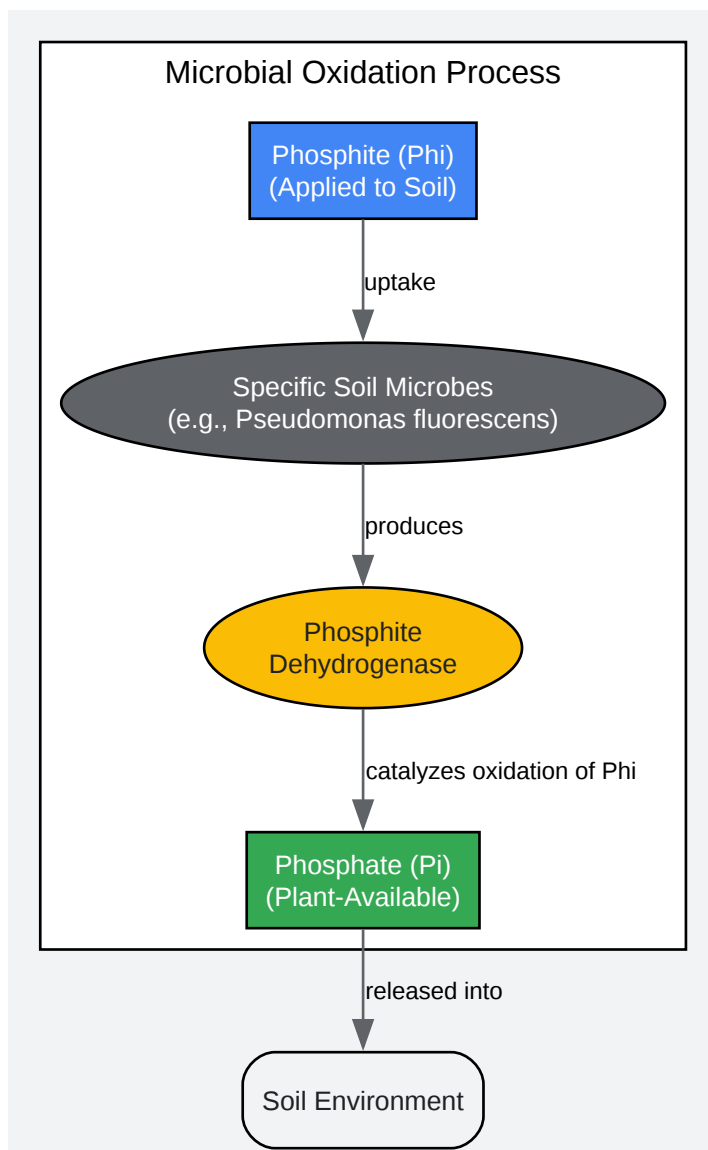 Microbial Oxidation Process
Phosphite (Phi)
(Applied to Soil)
uptake
Specific Soil Microbes
(e.g., Pseudomonas fluorescens)
produces
Phosphite
Dehydrogenase
catalyzes oxidation of Phi
Phosphate (Pi)
(Plant-Available)
released into
Soil Environment